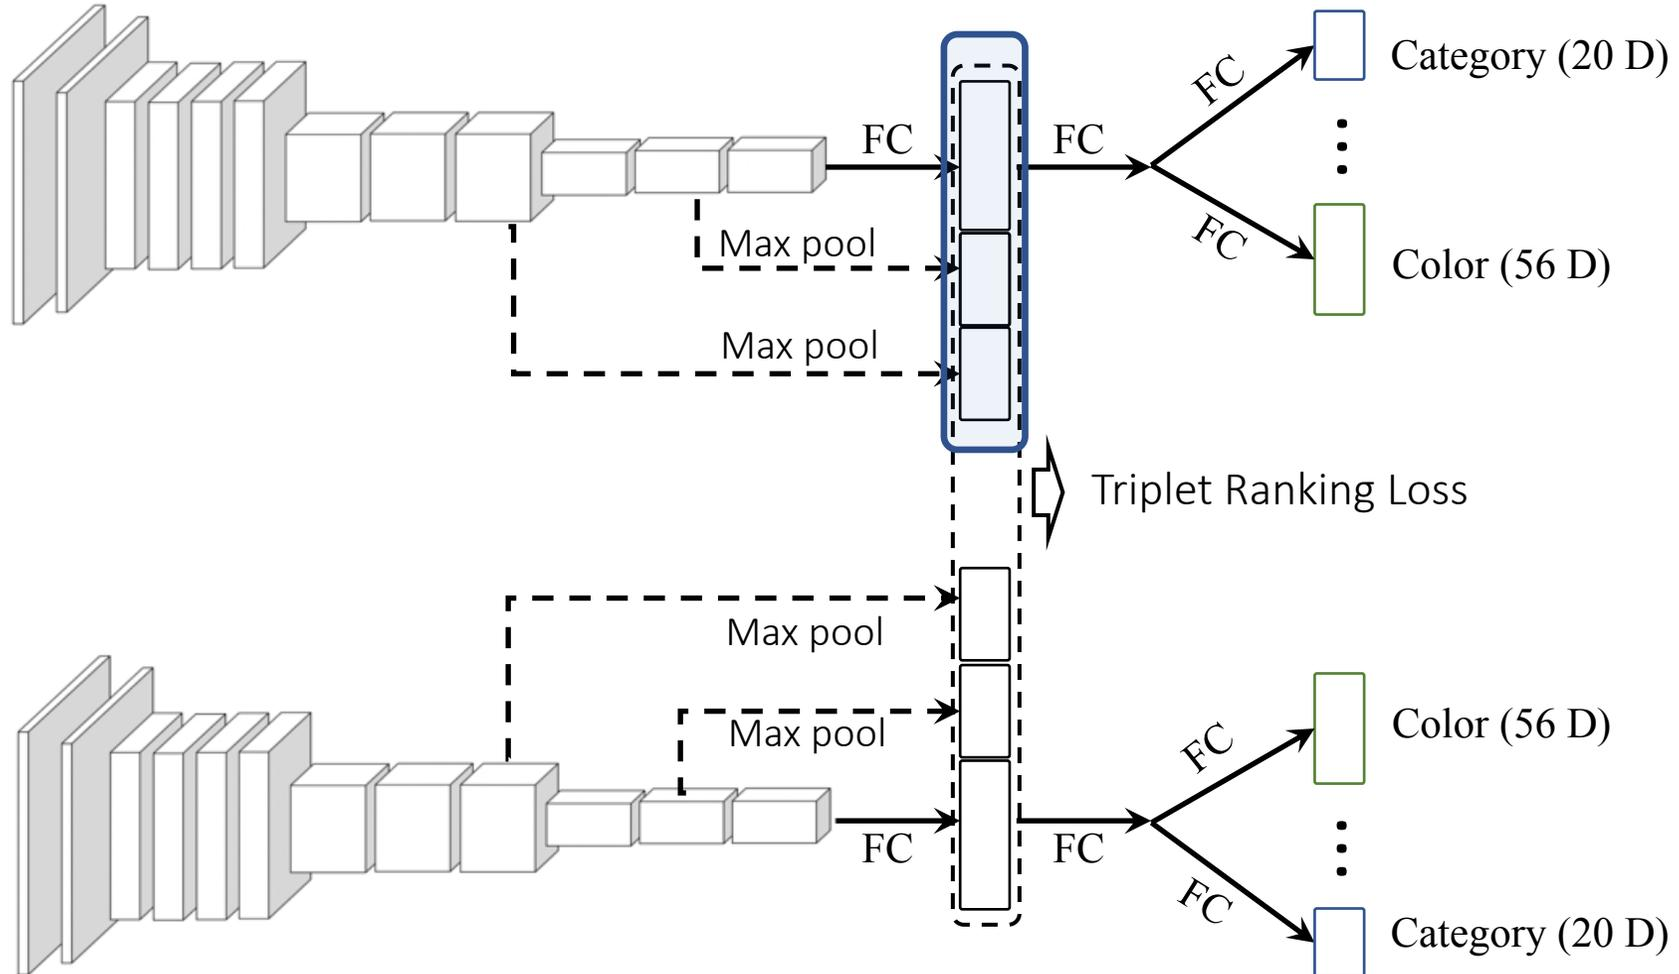 FC
Category (20 D)
FC
FC
FC
Color (56 D)
Max pool
Max pool
Triplet Ranking Loss
Max pool
Max pool
Color (56 D)
FC
FC
FC
FC
Category (20 D)